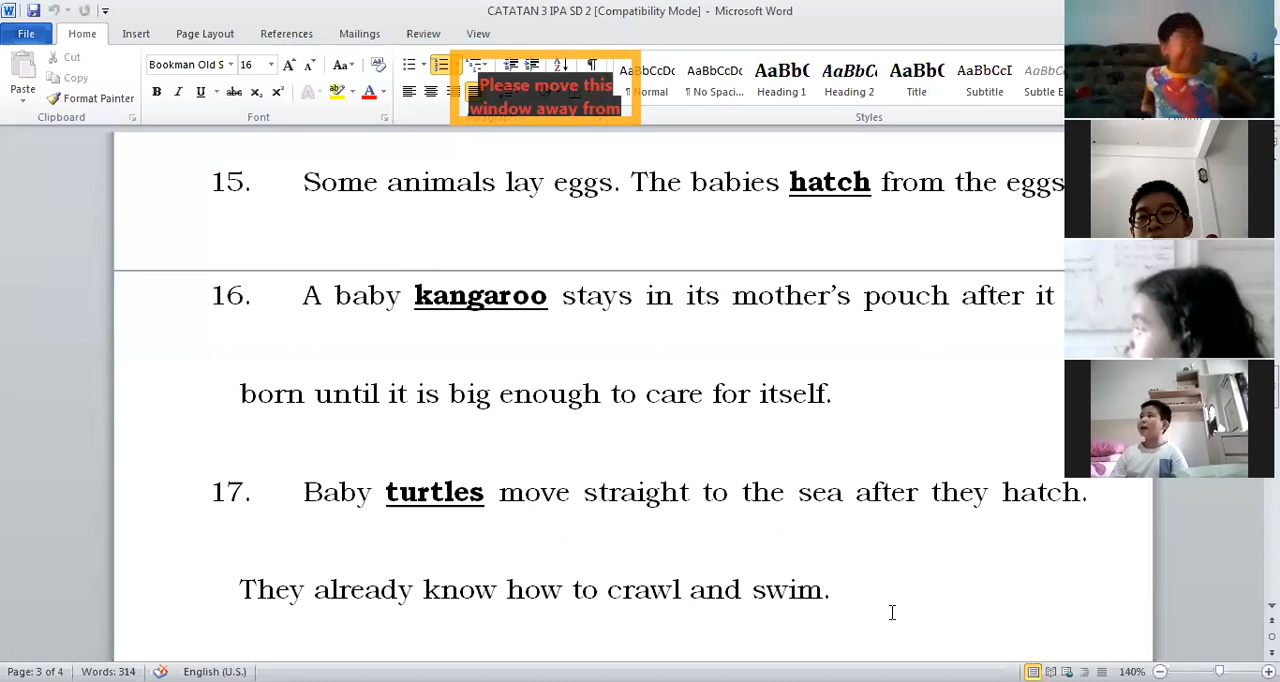 CATATAN 3 IPA SD 2 [Compatibility Mode] - Microsoft Word
File Home Insert Page Layout References Mailings Review View
Cut
Copy
Format Painter
Paste
Clipboard
Bookman Old S 16
Font
Please move this
window away from
AaBbCcDc AaBbCcDc AaBbC AaBbCc AaBb( AaBbCcI AaBbCcD
¶ Normal ¶ No Spaci... Heading 1 Heading 2 Title Subtitle Subtle E
Styles
15. Some animals lay eggs. The babies hatch from the eggs
16. A baby kangaroo stays in its mother's pouch after it
born until it is big enough to care for itself.
17. Baby turtles move straight to the sea after they hatch.
They already know how to crawl and swim.
Page: 3 of 4 Words: 314 English (U.S.) 140%